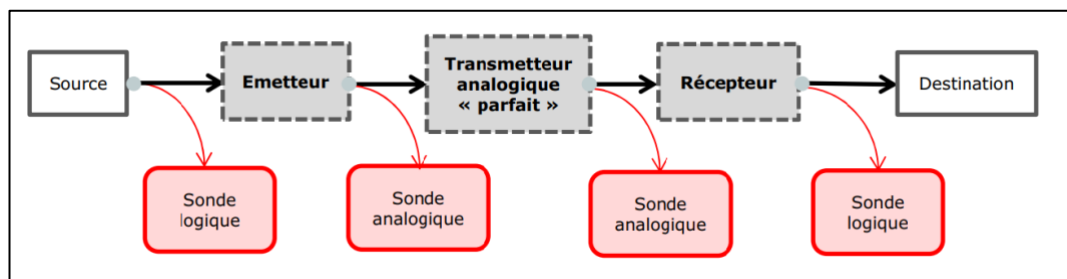 Source
Emetteur
Transmetteur
analogique
« parfait »
Récepteur
Destination
Sonde
logique
Sonde
analogique
Sonde
analogique
Sonde
logique